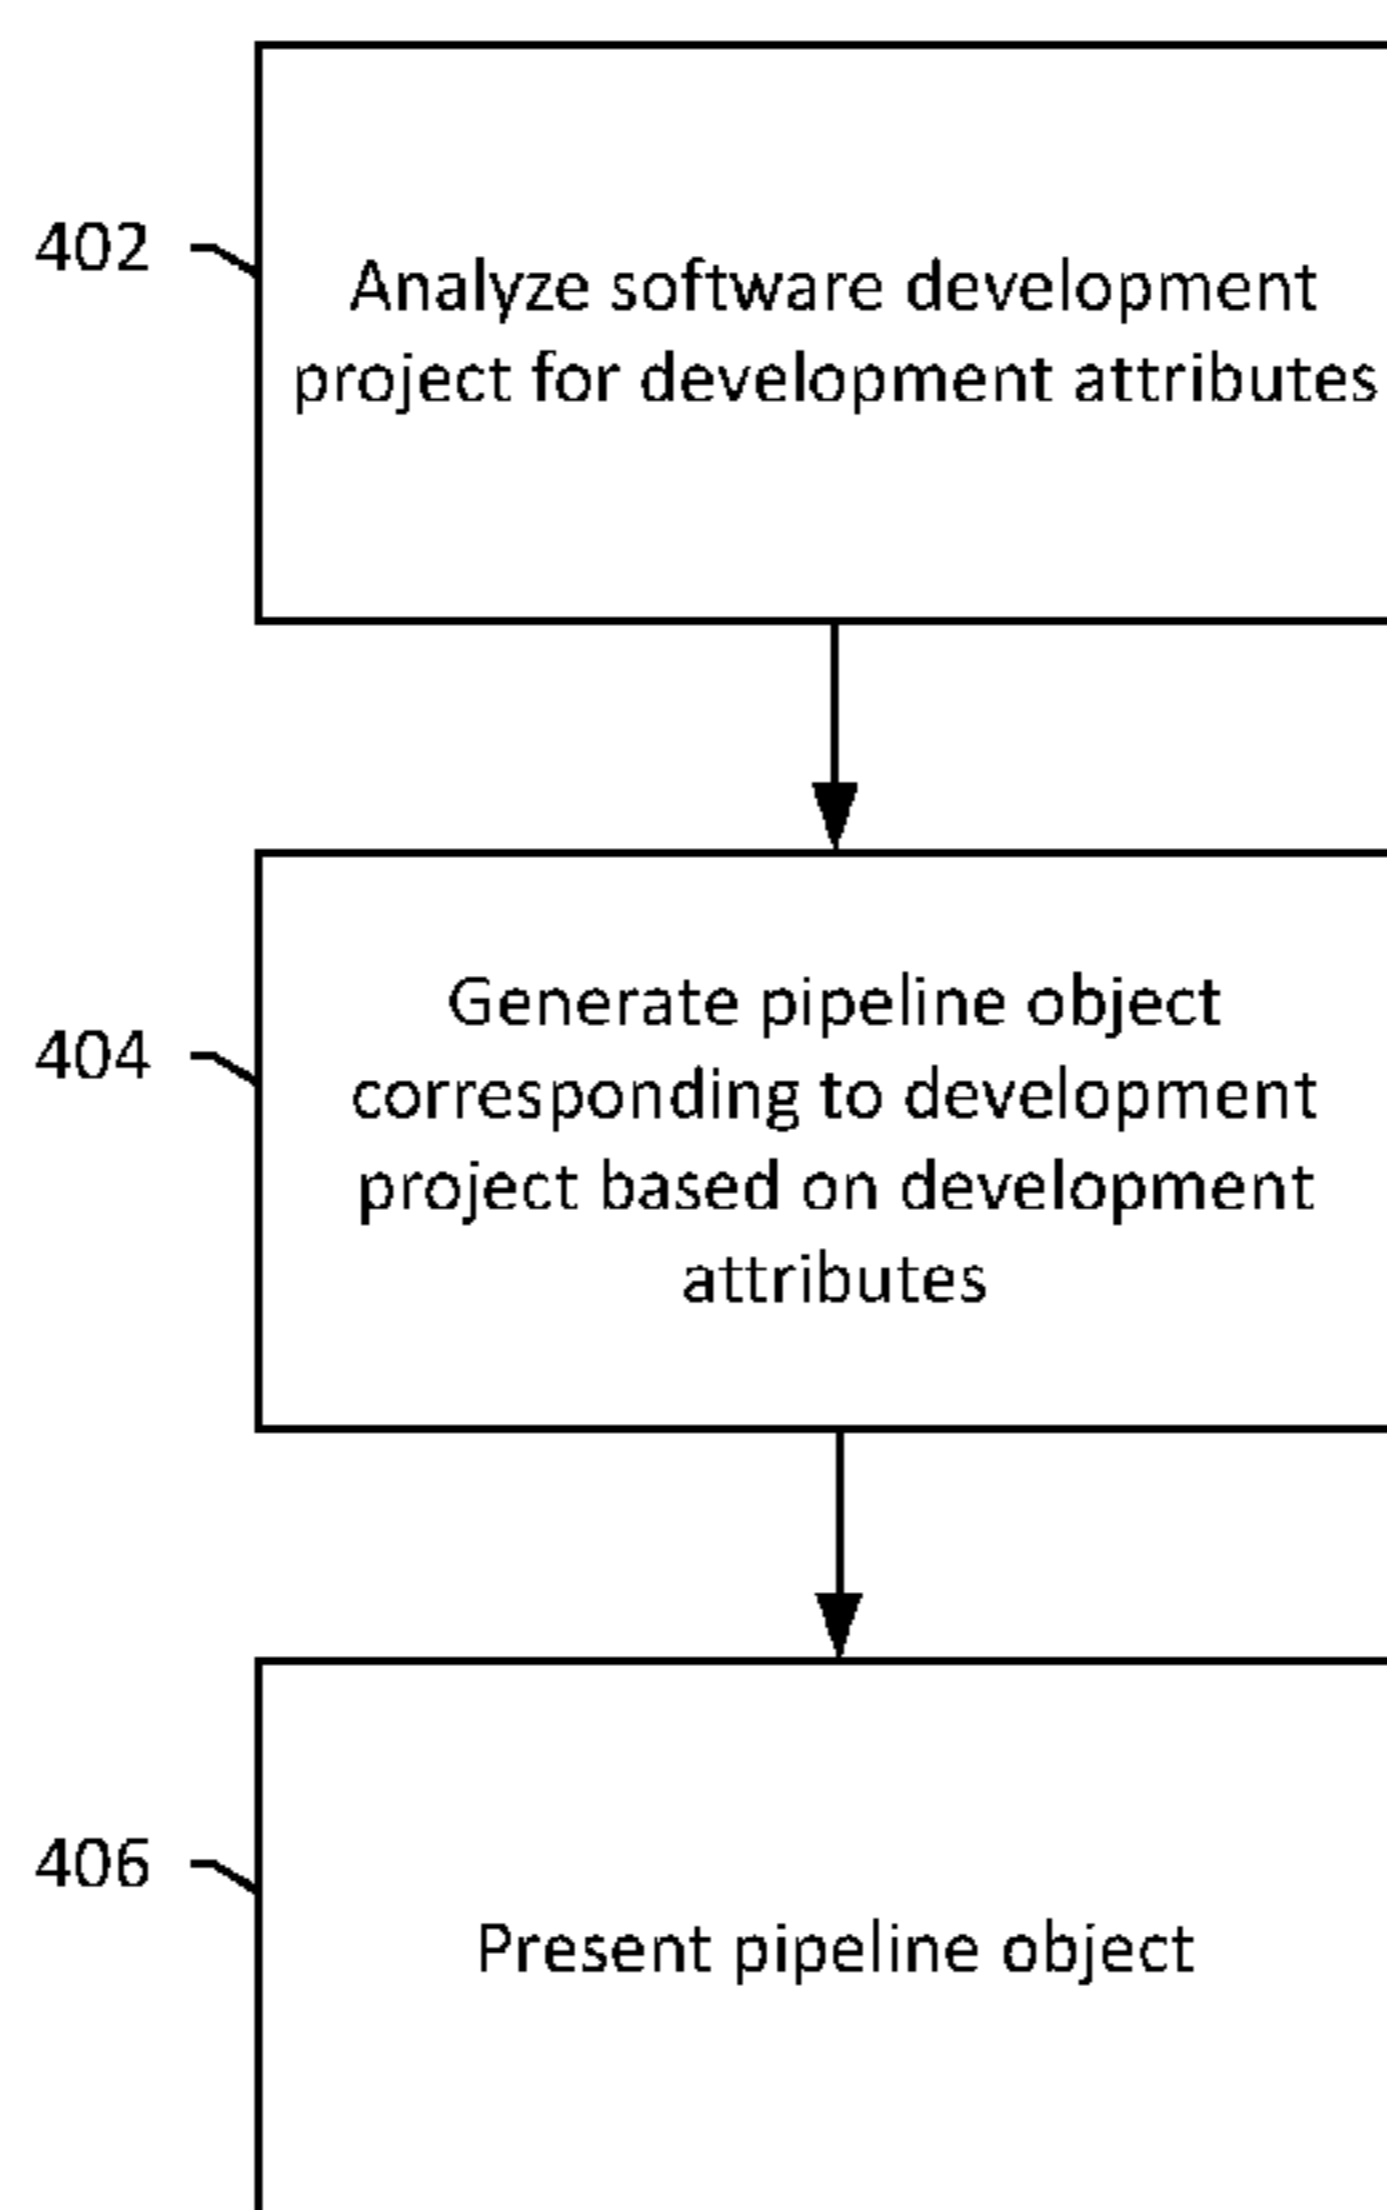 402
Analyze software development
project for development attributes
404
Generate pipeline object
corresponding to development
project based on development
attributes
406
Present pipeline object